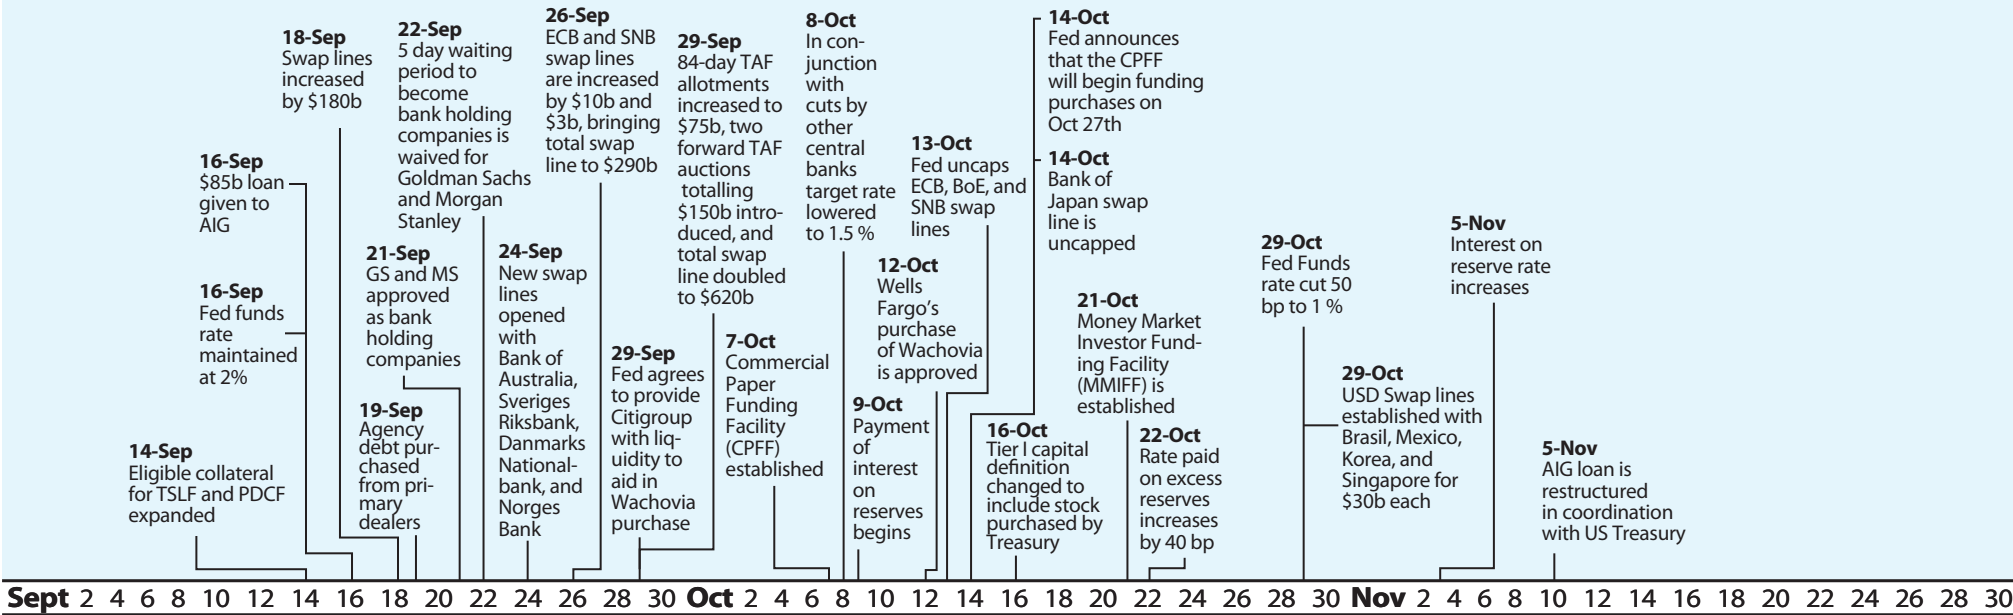 14-Sep
Eligible collateral
for TSLF and PDCF
expanded
16-Sep
$85b loan
given to
AIG
16-Sep
Fed funds
rate
maintained
at 2%
18-Sep
Swap lines
increased
by $180b
19-Sep
Agency
debt pur-
chased
from pri-
mary
dealers
21-Sep
GS and MS
approved
as bank
holding
companies
22-Sep
5 day waiting
period to
become
bank holding
companies is
waived for
Goldman Sachs
and Morgan
Stanley
24-Sep
New swap
lines
opened
with
Bank of
Australia,
Sveriges
Riksbank,
Danmarks
National-
bank, and
Norges
Bank
26-Sep
ECB and SNB
swap lines
are increased
by $10b and
$3b, bringing
total swap
line to $290b
29-Sep
Fed agrees
to provide
Citigroup
with liq-
uidity to
aid in
Wachovia
purchase
29-Sep
84-day TAF
allotments
increased to
$75b, two
forward TAF
auctions
totalling
$150b intro-
duced, and
total swap
line doubled
to $620b
7-Oct
Commercial
Paper
Funding
Facility
(CPFF)
established
8-Oct
In con-
junction
with
cuts by
other
central
banks
target rate
lowered
to 1.5 %
9-Oct
Payment
of
interest
on
reserves
begins
12-Oct
Wells
Fargo's
purchase
of Wachovia
is approved
13-Oct
Fed uncaps
ECB, BoE, and
SNB swap
lines
14-Oct
Fed announces
that the CPFF
will begin funding
purchases on
Oct 27th
14-Oct
Bank of
Japan swap
line is
uncapped
16-Oct
Tier I capital
definition
changed to
include stock
purchased by
Treasury
21-Oct
Money Market
Investor Fund-
ing Facility
(MMIFF) is
established
22-Oct
Rate paid
on excess
reserves
increases
by 40 bp
29-Oct
Fed Funds
rate cut 50
bp to 1 %
29-Oct
USD Swap lines
established with
Brasil, Mexico,
Korea, and
Singapore for
$30b each
5-Nov
Interest on
reserve rate
increases
5-Nov
AIG loan is
restructured
in coordination
with US Treasury
Sept 2 4 6 8 10 12 14 16 18 20 22 24 26 28 30 Oct 2 4 6 8 10 12 14 16 18 20 22 24 26 28 30 Nov 2 4 6 8 10 14 16 18 20 22 24 26 28 30